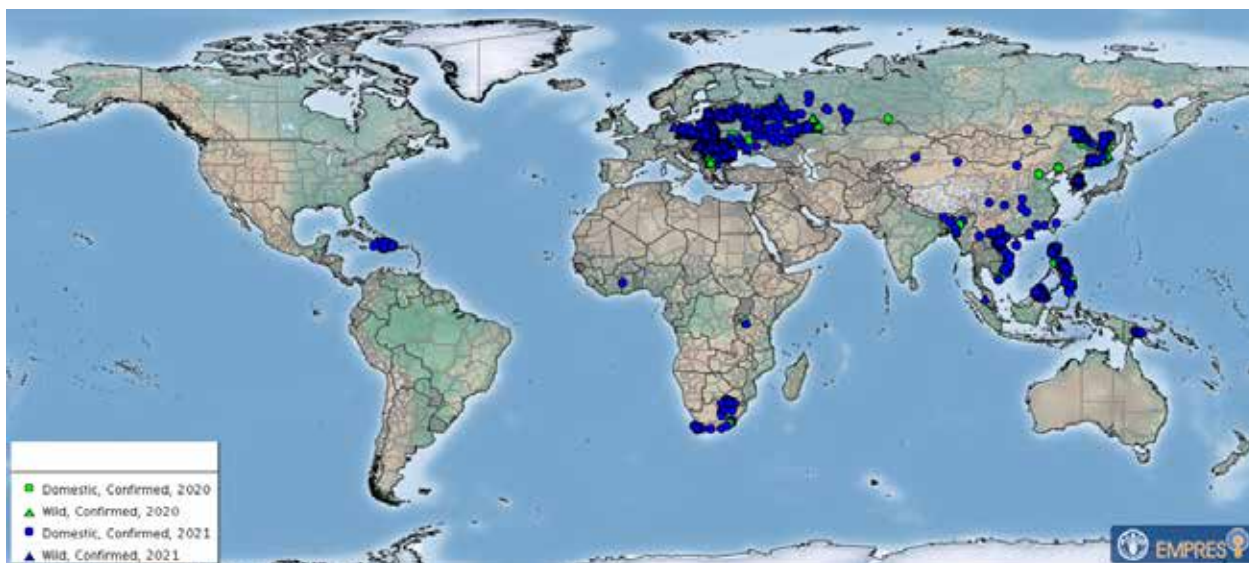 Domestic, Confirmed, 2020
Wild, Confirmed, 2020
Domestic, Confirmed, 2021
Wild, Confirmed, 2021
EMPRES